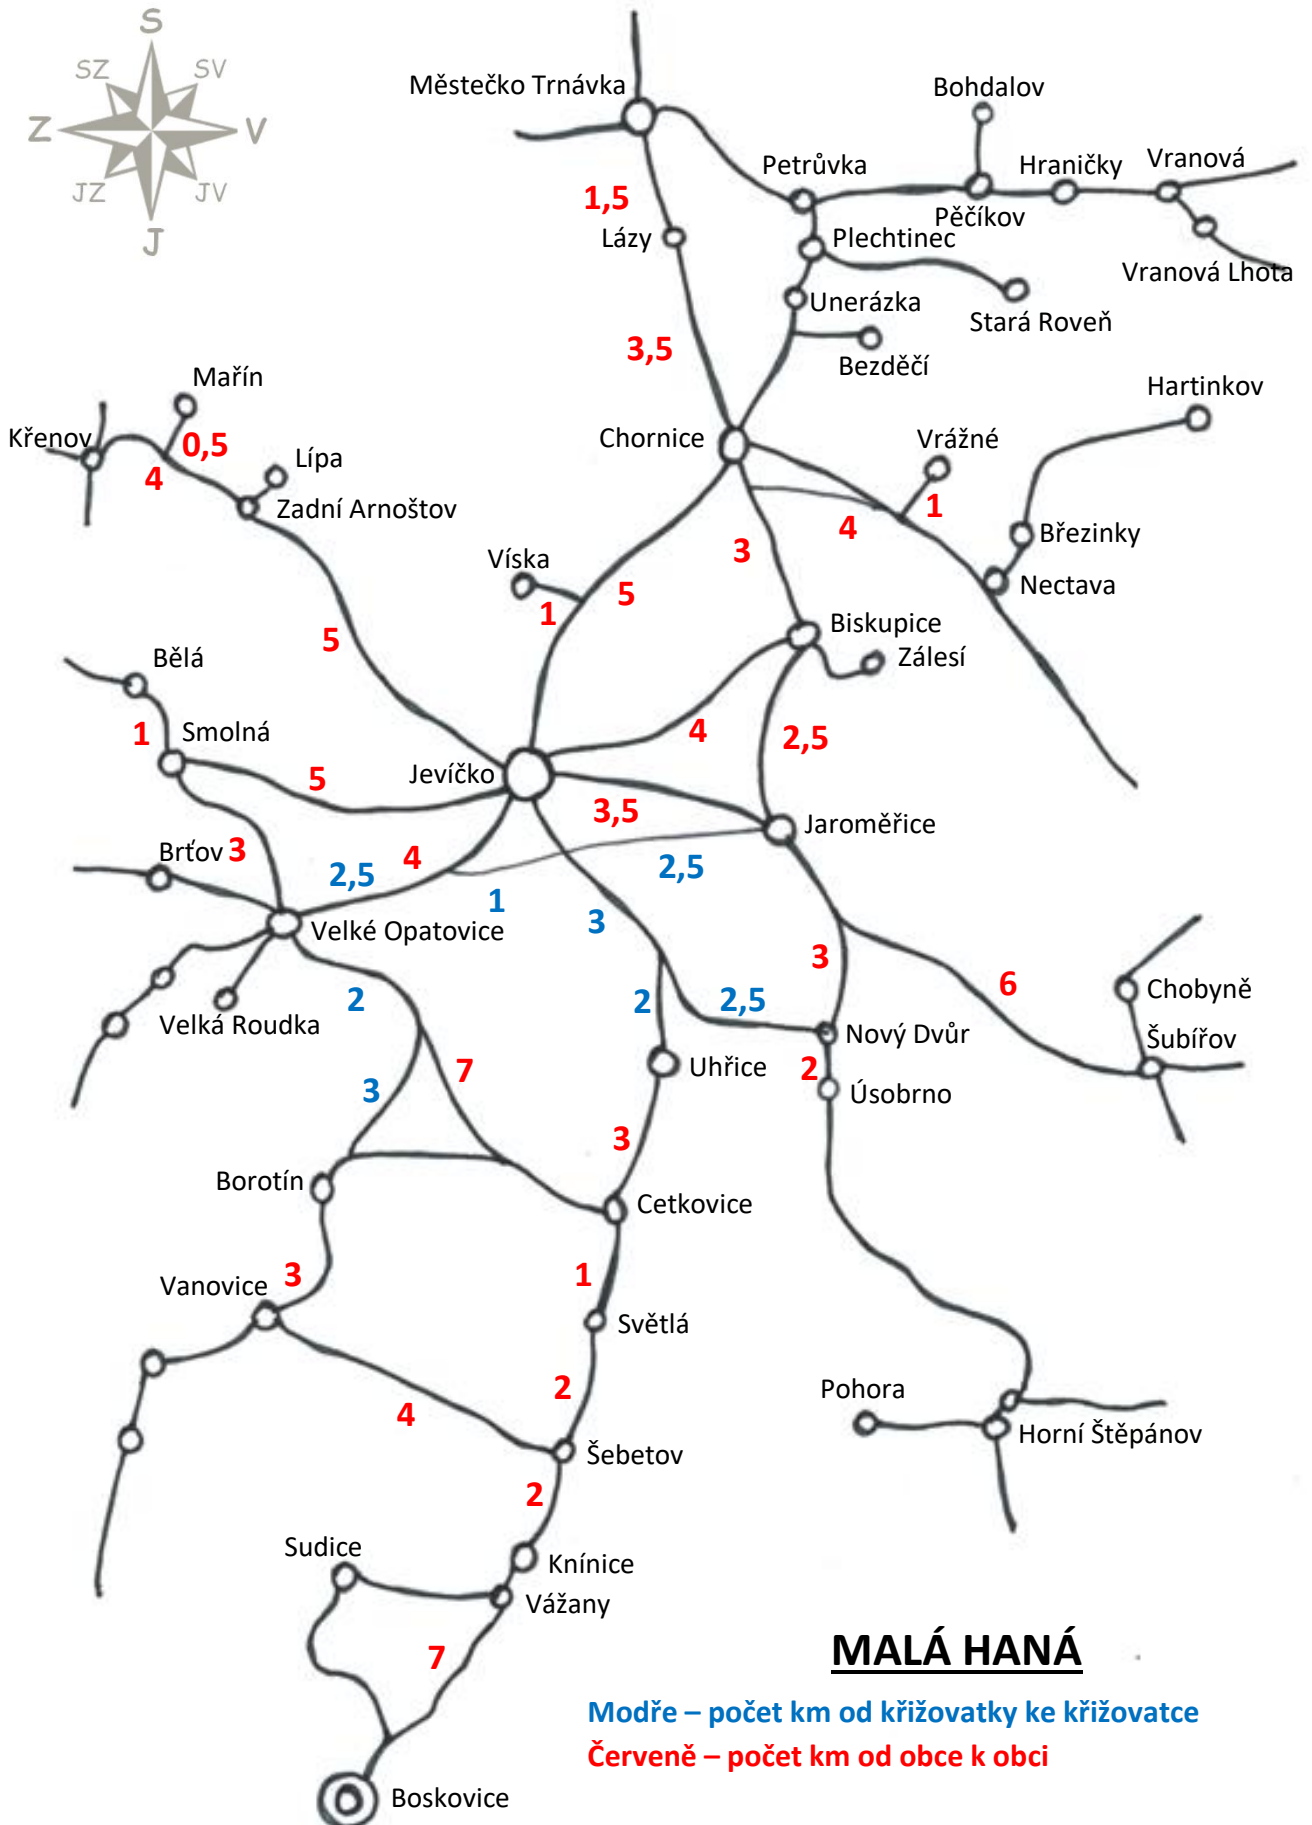 S
SZ
SV
Z
V
JZ
JV
J
Městečko Trnávka
Bohdalov
Petrůvka
Hraničky
Vranová
1,5
Pěčíkov
Lázy
Plechtinec
Vranová Lhota
Unerázka
Stará Roveň
3,5
Bezděčí
Mařín
Hartinkov
Křenov
0,5
Chornice
Vrážné
Lípa
4
Zadní Arnoštov
1
4
Březinky
3
Víska
Nectava
5
1
Biskupice
5
Zálesí
Bělá
1
Smolná
4
2,5
Jevíčko
5
3,5
Jaroměřice
Brťov
3
4
2,5
2,5
1
3
Velké Opatovice
3
6
Chobyně
2
2
2,5
Velká Roudka
Nový Dvůr
Šubířov
7
Uhřice
2
3
Úsobrno
3
Borotín
Cetkovice
3
1
Vanovice
Světlá
2
Pohora
4
Horní Štěpánov
Šebetov
2
Sudice
Knínice
Vážany
7
MALÁ HANÁ
Modře – počet km od křižovatky ke křižovatce
Červeně – počet km od obce k obci
Boskovice